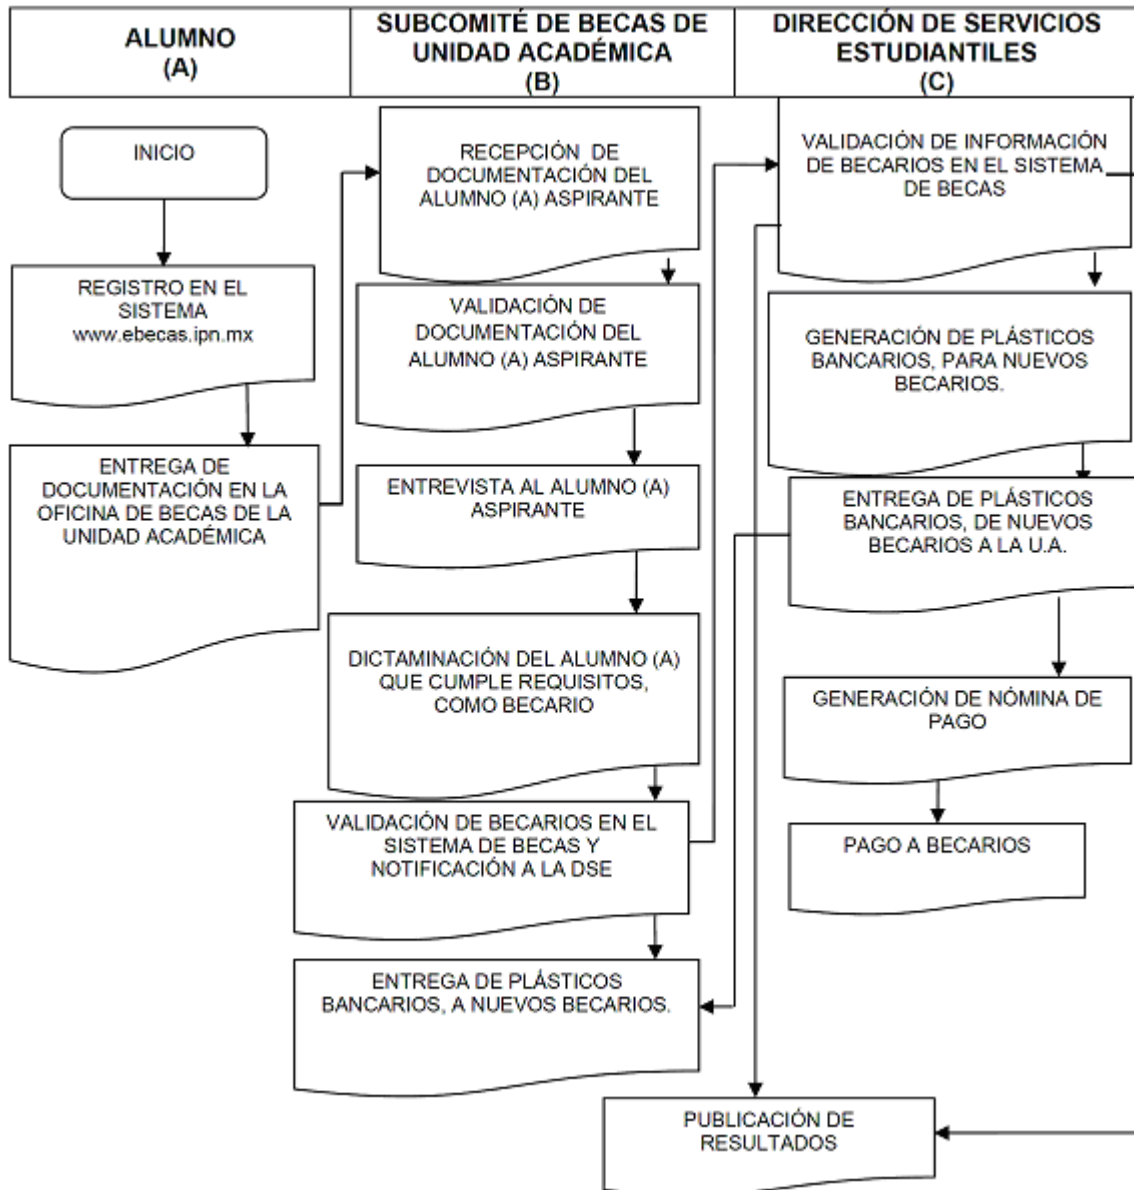 ALUMNO
(A)
SUBCOMITÉ DE BECAS DE
UNIDAD ACADÉMICA
(B)
DIRECCIÓN DE SERVICIOS
ESTUDIANTILES
(C)
INICIO
REGISTRO EN EL
SISTEMA
www.ebecas.ipn.mx
ENTREGA DE
DOCUMENTACIÓN EN LA
OFICINA DE BECAS DE LA
UNIDAD ACADÉMICA
RECEPCIÓN DE
DOCUMENTACIÓN DEL
ALUMNO (A) ASPIRANTE
VALIDACIÓN DE
DOCUMENTACIÓN DEL
ALUMNO (A) ASPIRANTE
ENTREVISTA AL ALUMNO (A)
ASPIRANTE
DICTAMINACIÓN DEL ALUMNO (A)
QUE CUMPLE REQUISITOS,
COMO BECARIO
VALIDACIÓN DE BECARIOS EN EL
SISTEMA DE BECAS Y
NOTIFICACIÓN A LA DSE
ENTREGA DE PLÁSTICOS
BANCARIOS, A NUEVOS BECARIOS.
VALIDACIÓN DE INFORMACIÓN
DE BECARIOS EN EL SISTEMA
DE BECAS
GENERACIÓN DE PLÁSTICOS
BANCARIOS, PARA NUEVOS
BECARIOS.
ENTREGA DE PLÁSTICOS
BANCARIOS, DE NUEVOS
BECARIOS A LA U.A.
GENERACIÓN DE NÓMINA DE
PAGO
PAGO A BECARIOS
PUBLICACIÓN DE
RESULTADOS